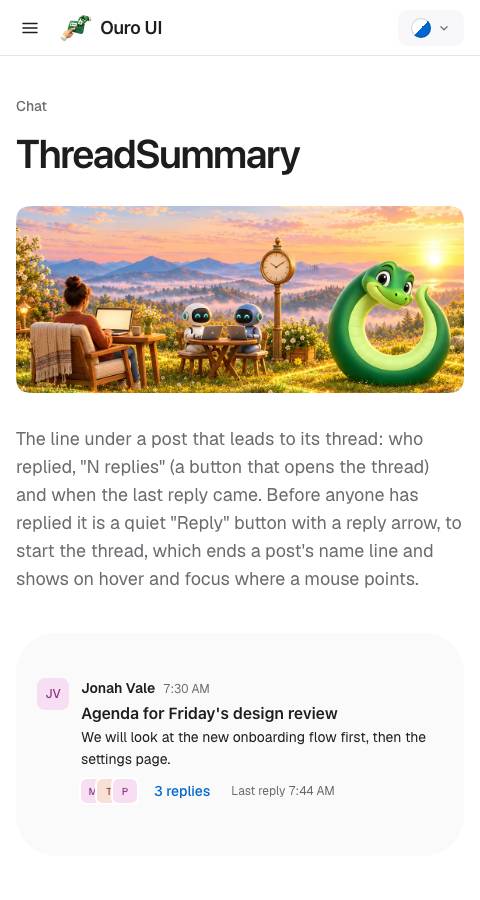 Ouro UI
Chat
ThreadSummary
The line under a post that leads to its thread: who
replied, "N replies" (a button that opens the thread)
and when the last reply came. Before anyone has
replied it is a quiet "Reply" button with a reply arrow, to
start the thread, which ends a post's name line and
shows on hover and focus where a mouse points.
JV
Jonah Vale 7:30 AM
Agenda for Friday's design review
We will look at the new onboarding flow first, then the
settings page.
M T P 3 replies Last reply 7:44 AM